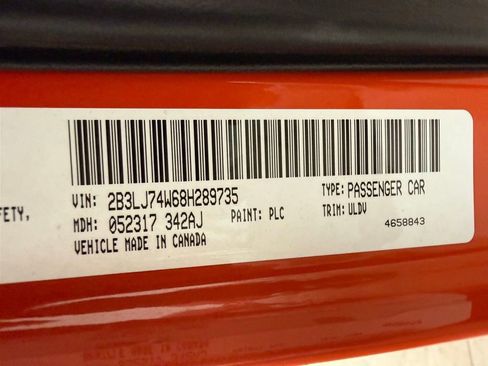 FETY,
VIN: 2B3LJ74W68H289735
TYPE: PASSENGER CAR
MDH: 052317 342AJ
PAINT: PLC
TRIM: ULDV
VEHICLE MADE IN CANADA
4658843